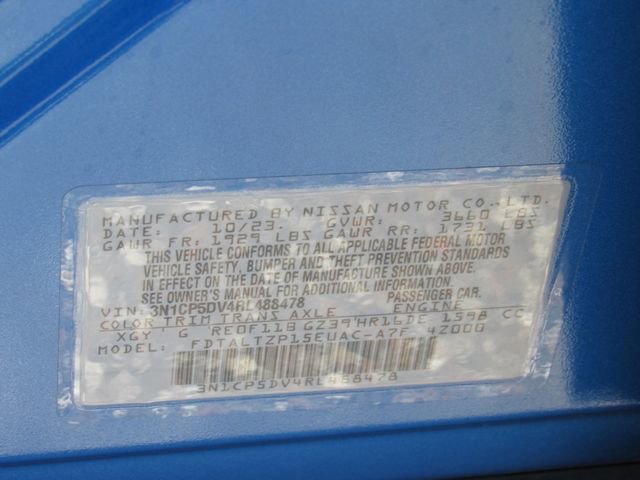 MANUFACTURED BY NISSAN MOTOR CO., LTD.
DATE: 10/23. GVWR: 3660 LBS
GAWR FR: 1929 LBS GAWR RR: 1731 LBS
THIS VEHICLE CONFORMS TO ALL APPLICABLE FEDERAL MOTOR
VEHICLE SAFETY, BUMPER AND THEFT PREVENTION STANDARDS
IN EFFECT ON THE DATE OF MANUFACTURE SHOWN ABOVE.
SEE OWNER'S MANUAL FOR ADDITIONAL INFORMATION.
VIN: 3N1CP5DV4RL488478 PASSENGER CAR.
COLOR TRIM TRANS AXLE ENGINE
XGY G RE0F11B GZ39 HR16DE 1598 CC
FDTALTZP15EUAC-A7F 4Z000
3N1CP5DV4RL488478